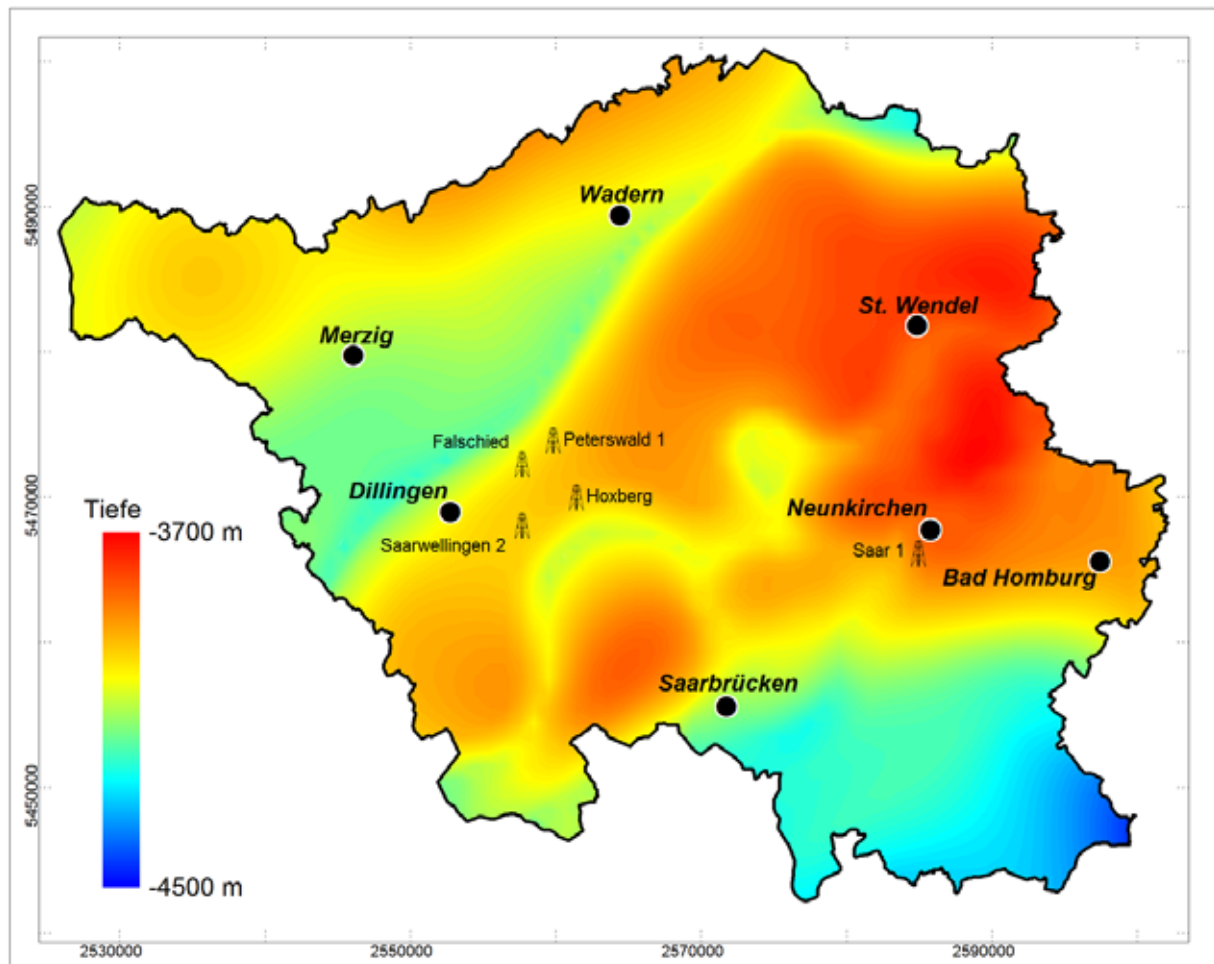 Wadern
5490000
St. Wendel
Merzig
Falschied
Peterswald 1
Dillingen
Hoxberg
5470000
Tiefe
Neunkirchen
-3700 m
Saarwellingen 2
Saar 1
Bad Homburg
Saarbrücken
5450000
-4500 m
2530000
2550000
2570000
2590000